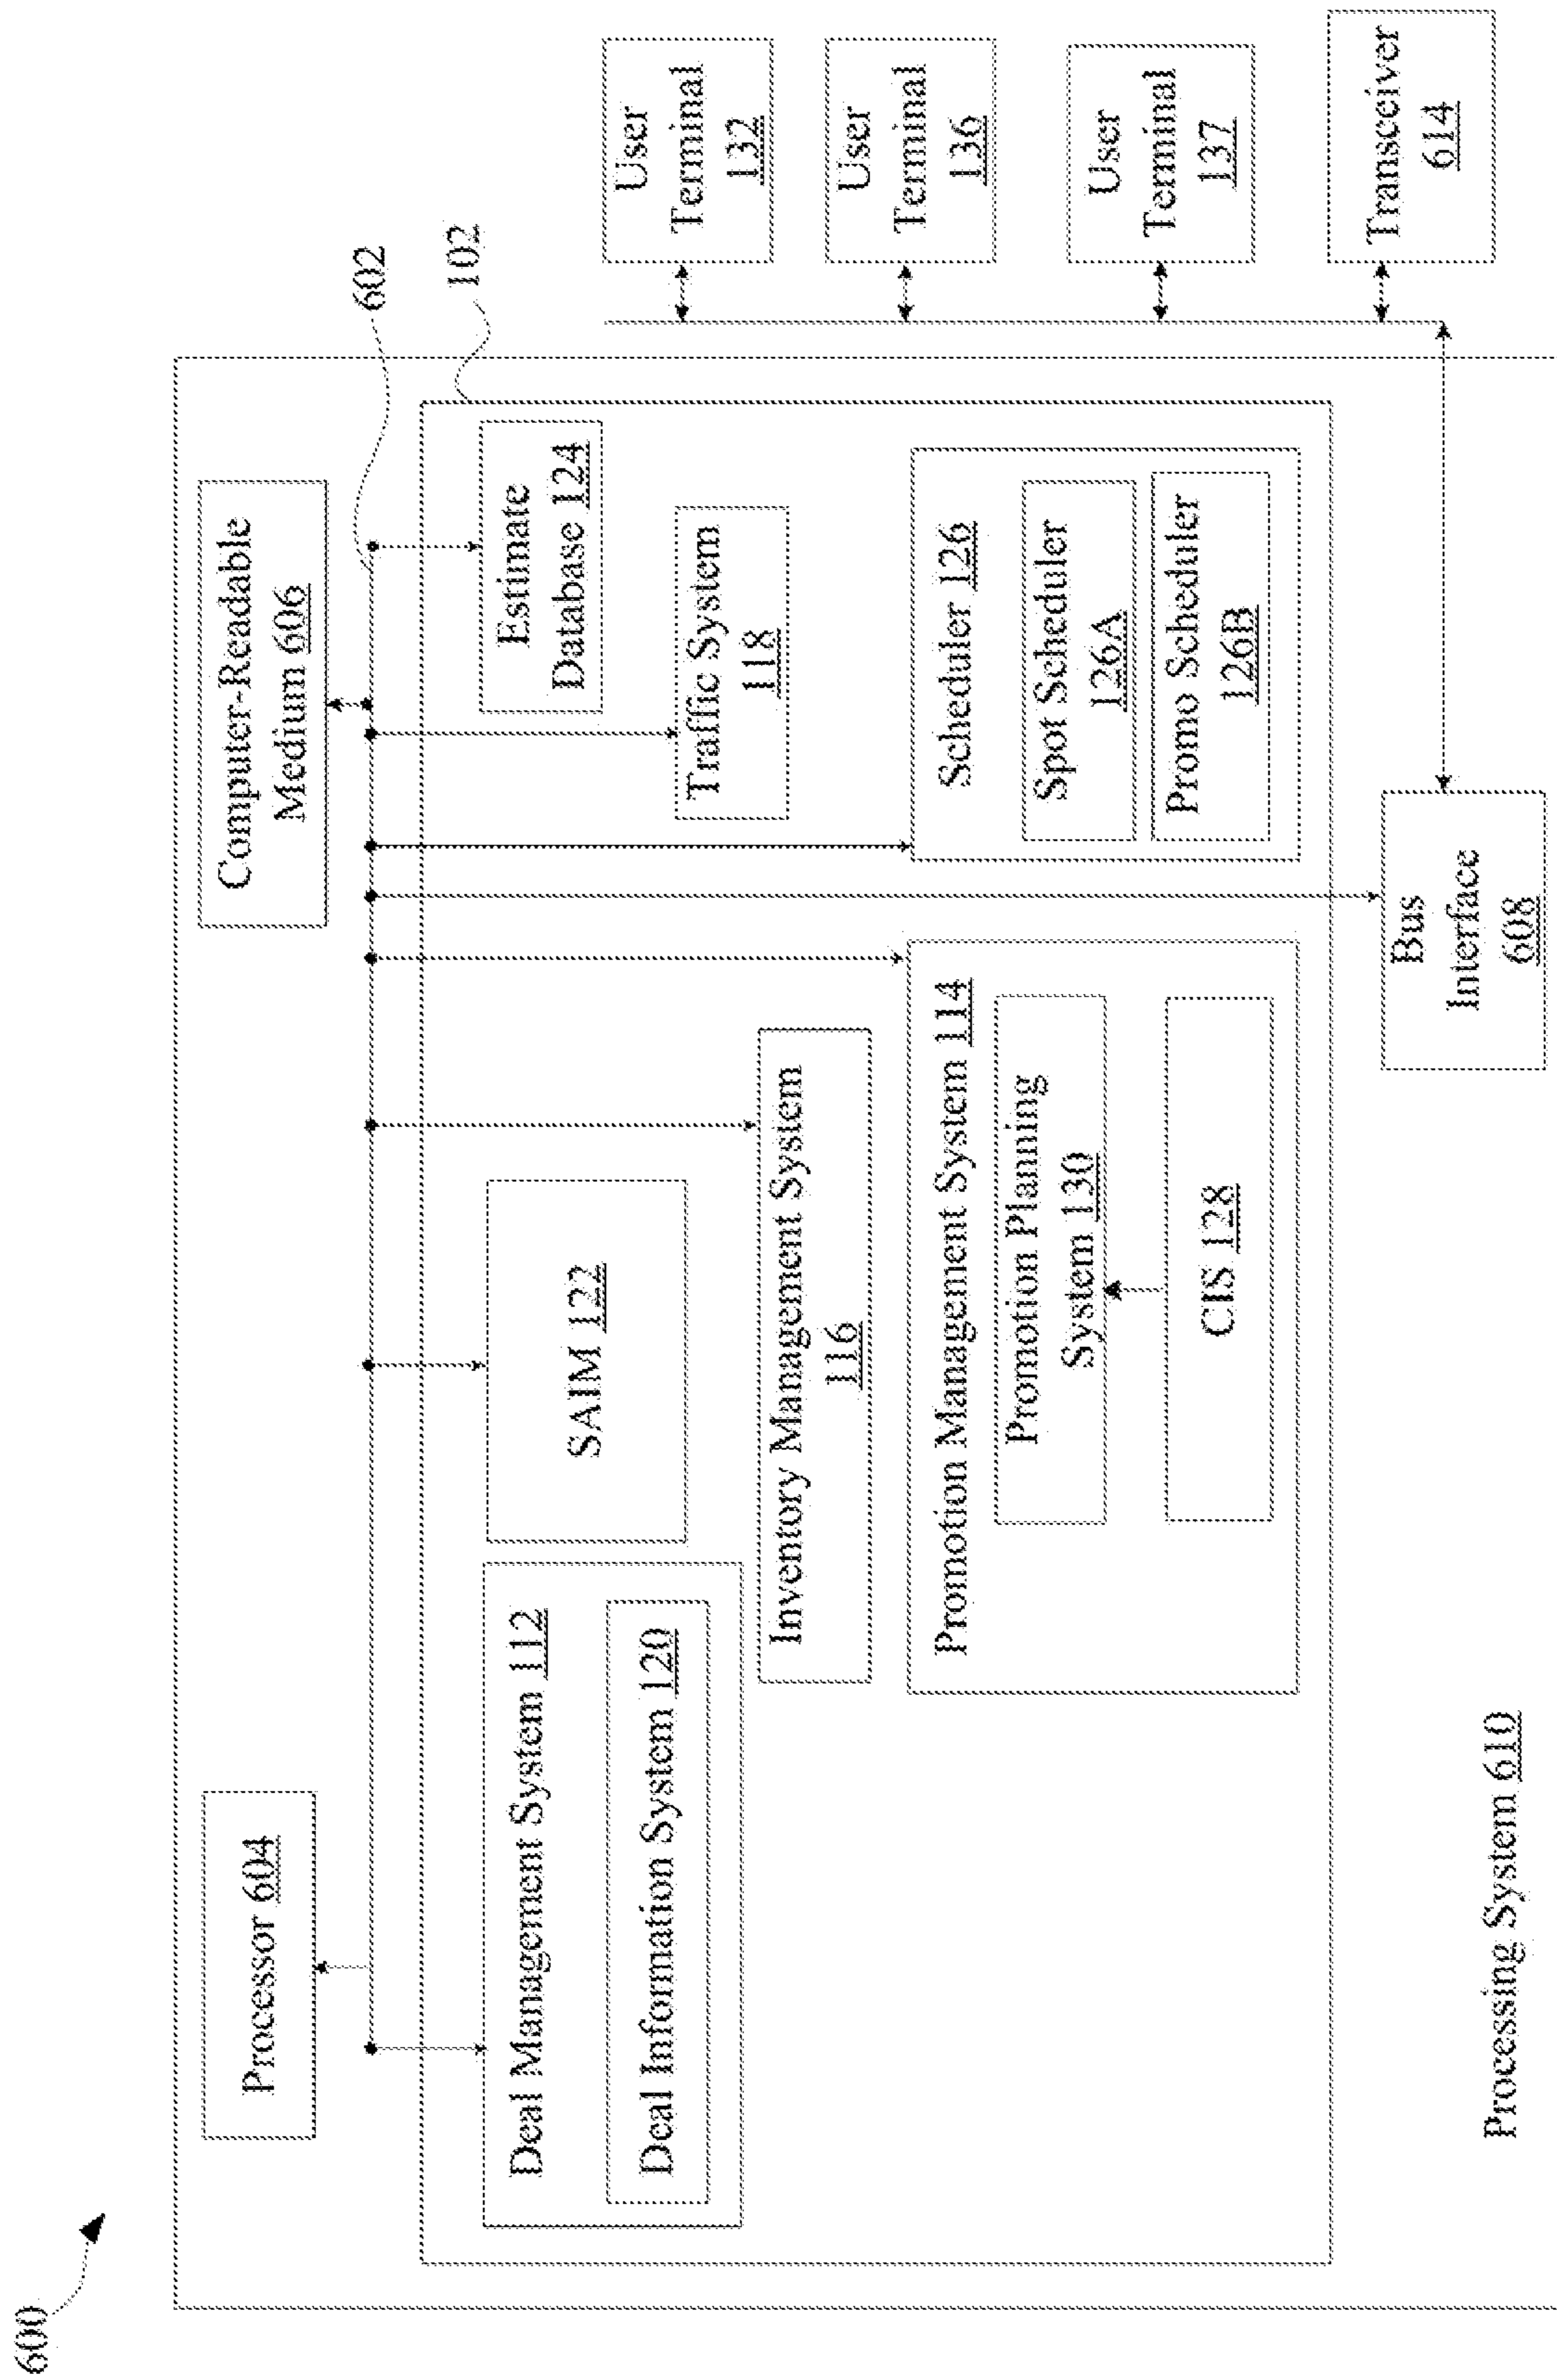 600
Processor 604
Computer-Readable
Medium 606
602
102
Deal Management System 112
Deal Information System 120
SAIM 122
Estimate
Database 124
Inventory Management System
116
Traffic System
118
Promotion Management System 114
Promotion Planning
System 130
CIS 128
Scheduler 126
Spot Scheduler
126A
Promo Scheduler
126B
User
Terminal
132
User
Terminal
136
User
Terminal
137
Transceiver
614
Bus
Interface
608
Processing System 610